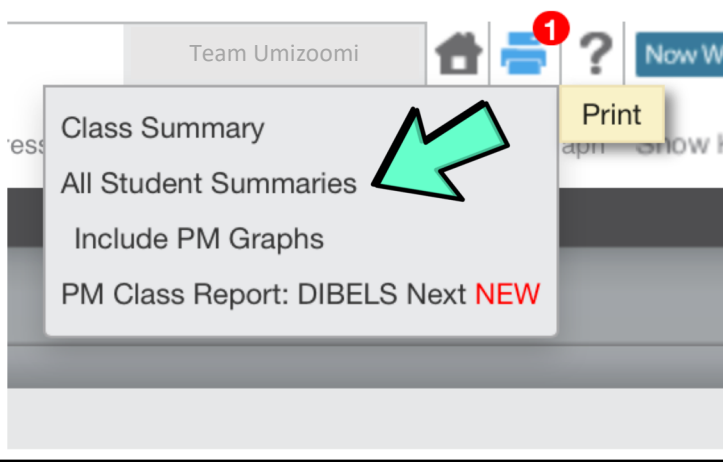 1
Team Umizoomi
?
Now W
Class Summary
Print
ress
All Student Summaries
Include PM Graphs
PM Class Report: DIBELS Next NEW